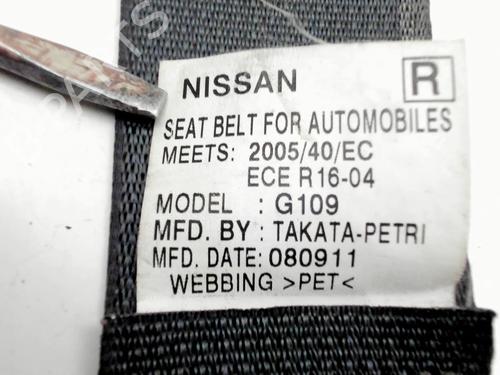 NISSAN R
SEAT BELT FOR AUTOMOBILES
MEETS: 2005/40/EC
ECE R16-04
MODEL : G109
MFD. BY : TAKATA-PETRI
MFD. DATE: 080911
WEBBING >PET<